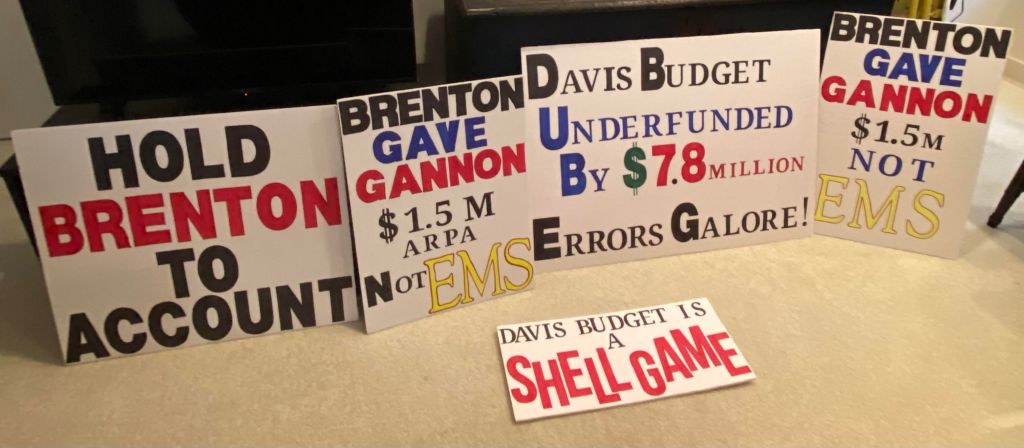 HOLD
BRENTON
TO
ACCOUNT
BRENTON
GAVE
GANNON
$1.5 M
ARPA
NOT EMS
DAVIS BUDGET
UNDERFUNDED
BY $7.8 MILLION
ERRORS GALORE!
BRENTON
GAVE
GANNON
$1.5M
NOT
EMS
DAVIS BUDGET IS
A
SHELL GAME